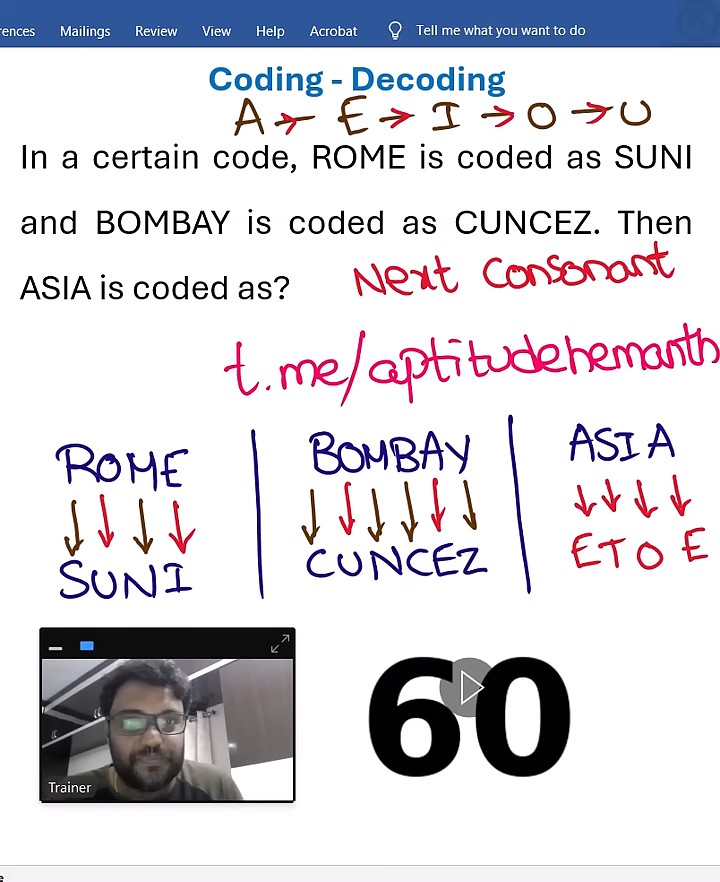 rences Mailings Review View Help Acrobat Tell me what you want to do
Coding - Decoding
A → E → I → O → U
In a certain code, ROME is coded as SUNI
and BOMBAY is coded as CUNCEZ. Then
ASIA is coded as?
Next Consonant
t.me/aptitudehemanth
ROME BOMBAY ASIA
↓ ↓ ↓ ↓ ↓ ↓ ↓ ↓ ↓ ↓ ↓ ↓ ↓ ↓
SUNI CUNCEZ ETOE
60
Trainer
e